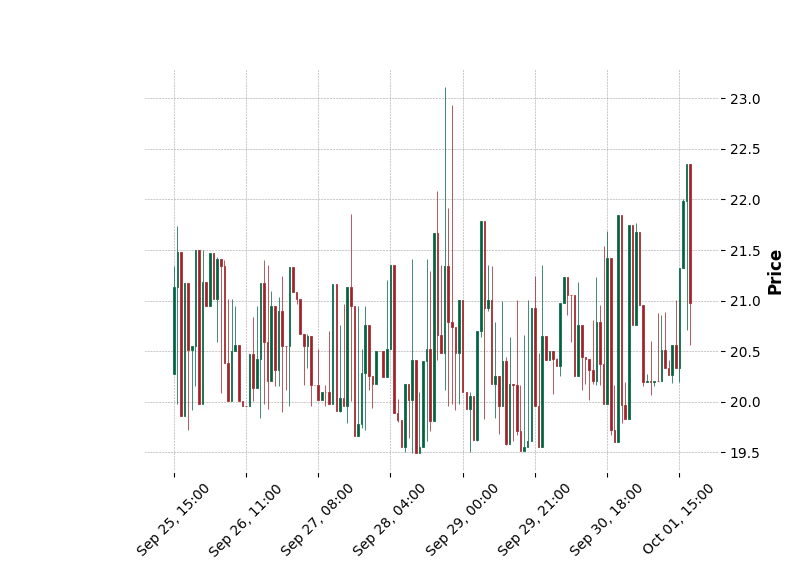 23.0
22.5
22.0
21.5
21.0
20.5
20.0
19.5
Price
Sep 25, 15:00
Sep 26, 11:00
Sep 27, 08:00
Sep 28, 04:00
Sep 29, 00:00
Sep 29, 21:00
Sep 30, 18:00
Oct 01, 15:00